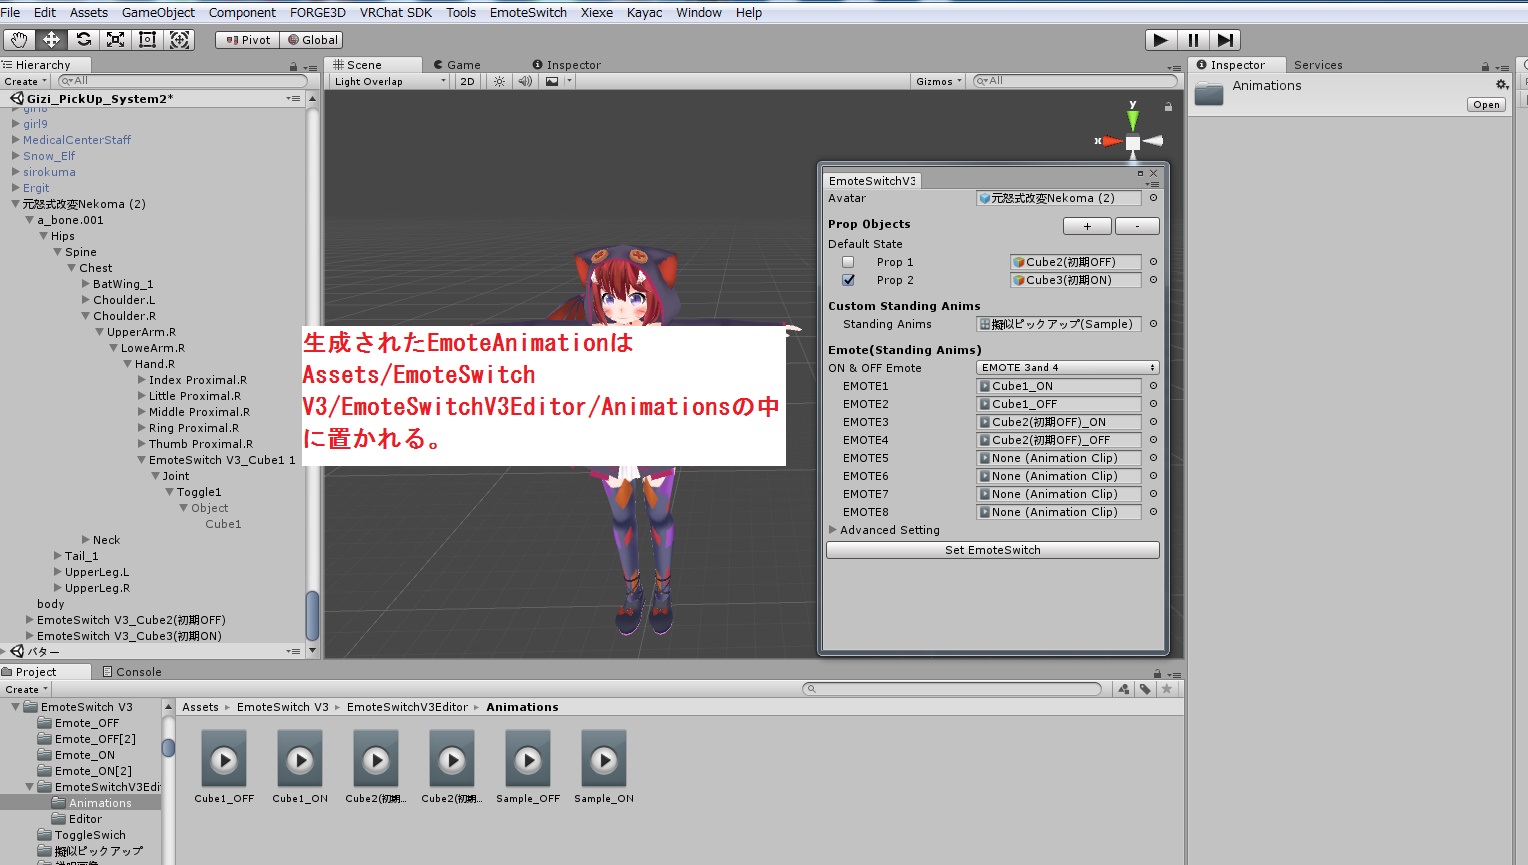 File Edit Assets GameObject Component FORGE3D VRChat SDK Tools EmoteSwitch Xiexe Kayac Window Help
Pivot Global
Hierarchy
Create All
Gizi_PickUp_System2*
girl8
girl9
MedicalCenterStaff
Snow_Elf
sirokuma
Ergit
元怒式改変Nekoma (2)
a_bone.001
Hips
Spine
Chest
BatWing_1
Choulder.L
Choulder.R
UpperArm.R
LoweArm.R
Hand.R
Index Proximal.R
Little Proximal.R
Middle Proximal.R
Ring Proximal.R
Thumb Proximal.R
EmoteSwitch V3_Cube1 1
Joint
Toggle1
Object
Cube1
Neck
Tail_1
UpperLeg.L
UpperLeg.R
body
EmoteSwitch V3_Cube2(初期OFF)
EmoteSwitch V3_Cube3(初期ON)
バター
Scene Game Inspector
Light Overlap 2D Gizmos All
y
x
生成されたEmoteAnimationは
Assets/EmoteSwitch
V3/EmoteSwitchV3Editor/Animationsの中
に置かれる。
EmoteSwitchV3
Avatar 元怒式改変Nekoma (2)
Prop Objects + -
Default State
Prop 1 Cube2(初期OFF)
Prop 2 Cube3(初期ON)
Custom Standing Anims
Standing Anims 擬似ピックアップ(Sample)
Emote(Standing Anims)
ON & OFF Emote EMOTE 3and 4
EMOTE1 Cube1_ON
EMOTE2 Cube1_OFF
EMOTE3 Cube2(初期OFF)_ON
EMOTE4 Cube2(初期OFF)_OFF
EMOTE5 None (Animation Clip)
EMOTE6 None (Animation Clip)
EMOTE7 None (Animation Clip)
EMOTE8 None (Animation Clip)
Advanced Setting
Set EmoteSwitch
Inspector Services
Animations
Open
Project Console
Create
EmoteSwitch V3
Emote_OFF
Emote_OFF[2]
Emote_ON
Emote_ON[2]
EmoteSwitchV3Edi
Animations
Editor
ToggleSwich
擬似ピックアップ
Assets EmoteSwitch V3 EmoteSwitchV3Editor Animations
Cube1_OFF Cube1_ON Cube2(初期... Cube2(初期... Sample_OFF Sample_ON